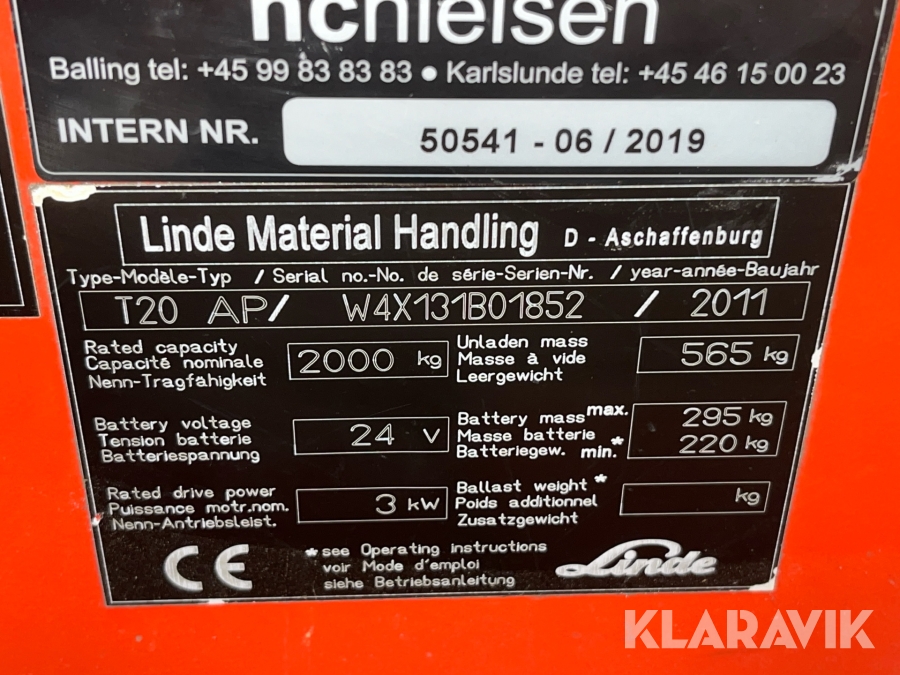 ncnielsen
Balling tel: +45 99 83 83 83 ● Karlslunde tel: +45 46 15 00 23
INTERN NR. 50541 - 06 / 2019
Linde Material Handling D - Aschaffenburg
Type-Modèle-Typ / Serial no.-No. de série-Serien-Nr. / year-année-Baujahr
T20 AP / W4X131B01852 / 2011
Rated capacity
Capacité nominale
Nenn-Tragfähigkeit
2000 kg
Unladen mass
Masse à vide
Leergewicht
565 kg
Battery voltage
Tension batterie
Batteriespannung
24 V
Battery mass max. 295 kg
Masse batterie
Batteriegew. min.* 220 kg
Rated drive power
Puissance motr.nom.
Nenn-Antriebsleist.
3 kW
Ballast weight *
Poids additionnel
Zusatzgewicht
kg
CE
*see Operating instructions
voir Mode d'emploi
siehe Betriebsanleitung
Linde
KLARAVIK